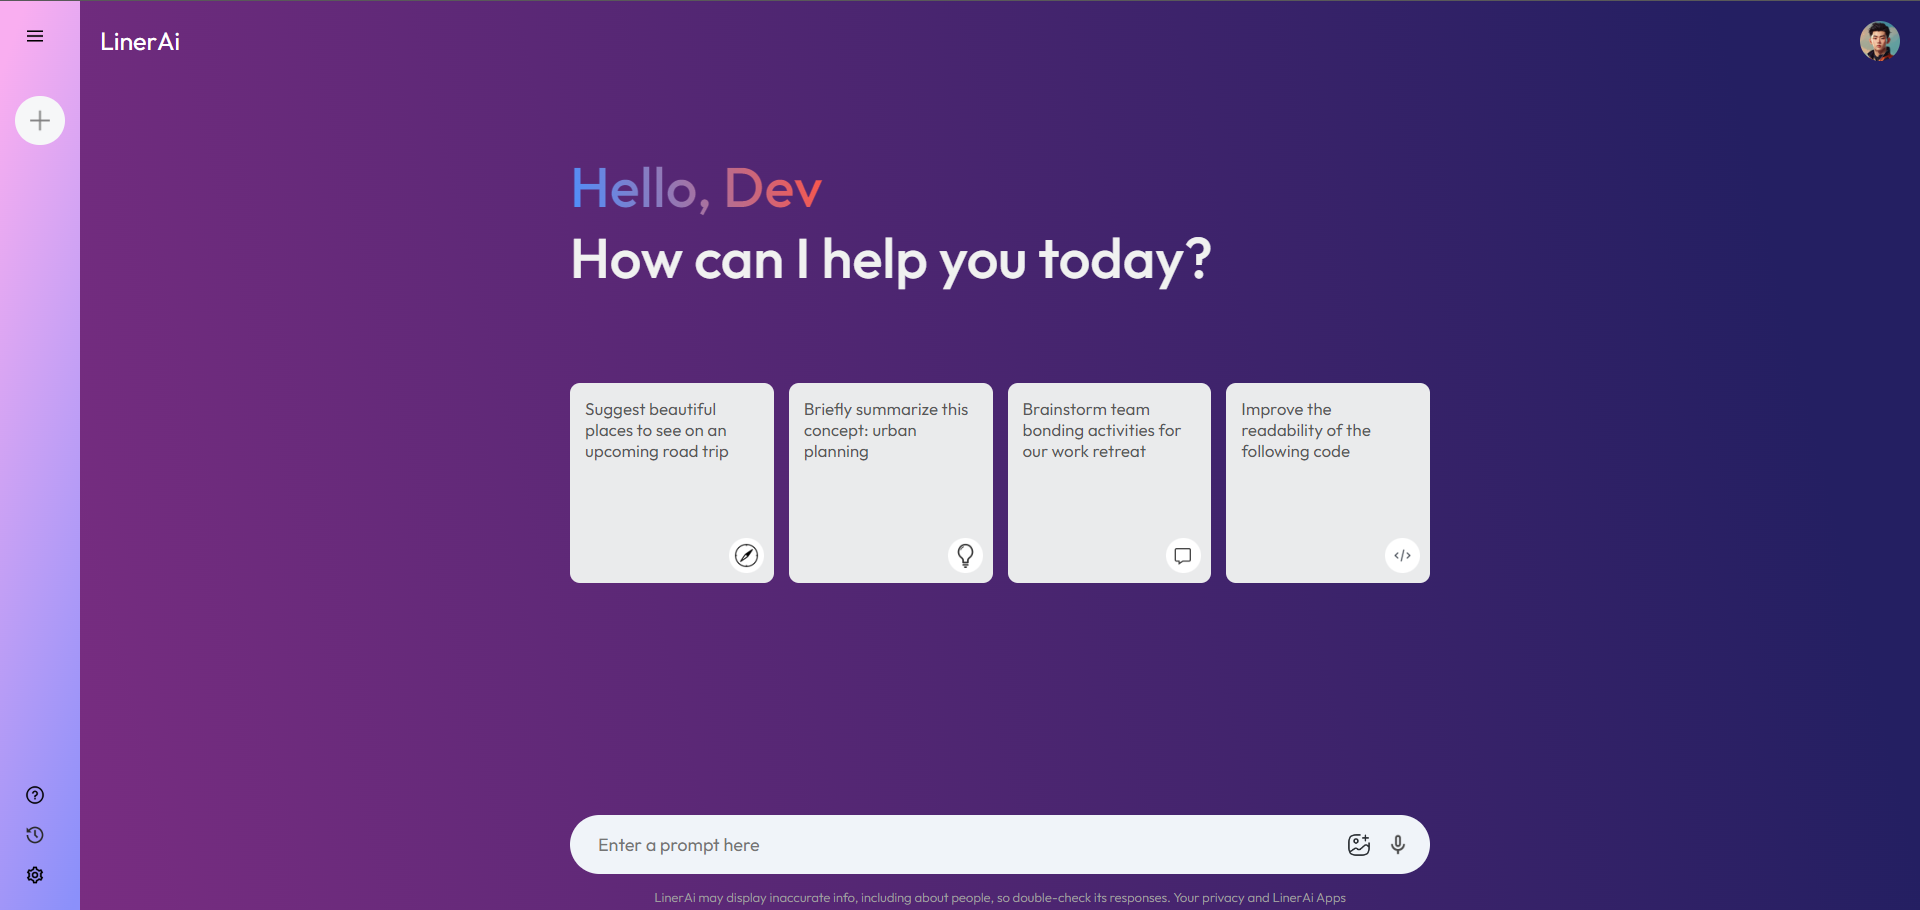 LinerAi
Hello, Dev
How can I help you today?
Suggest beautiful
places to see on an
upcoming road trip
Briefly summarize this
concept: urban
planning
Brainstorm team
bonding activities for
our work retreat
Improve the
readability of the
following code
Enter a prompt here
LinerAi may display inaccurate info, including about people, so double-check its responses. Your privacy and LinerAi Apps